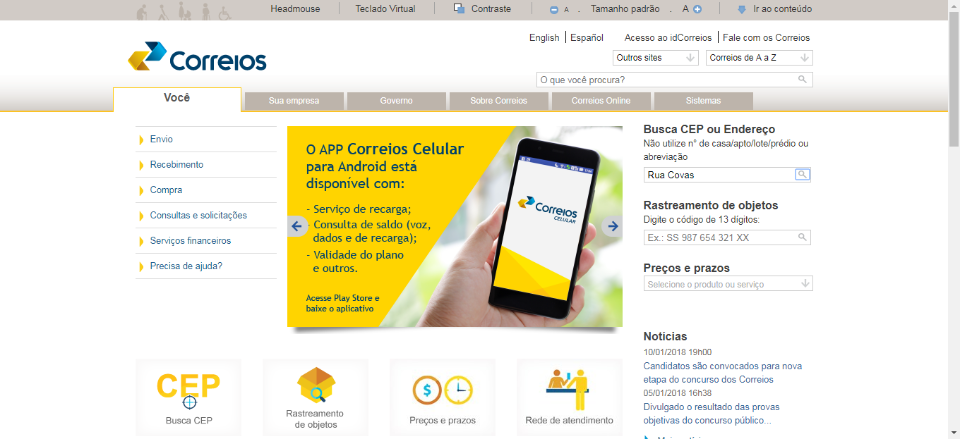 Headmouse
Teclado Virtual
Contraste
A . Tamanho padrão . A
Ir ao conteúdo
English | Español
Acesso ao idCorreios | Fale com os Correios
Correios
Outros sites
Correios de A a Z
O que você procura?
Você
Sua empresa
Governo
Sobre Correios
Correios Online
Sistemas
Envio
Recebimento
Compra
Consultas e solicitações
Serviços financeiros
Precisa de ajuda?
O APP Correios Celular
para Android está
disponível com:
- Serviço de recarga;
- Consulta de saldo (voz,
dados e de recarga);
- Validade do plano
e outros.
Acesse Play Store e
baixe o aplicativo
Correios
CELULAR
Busca CEP ou Endereço
Não utilize n° de casa/apto/lote/prédio ou
abreviação
Rua Covas
Rastreamento de objetos
Digite o código de 13 dígitos:
Ex.: SS 987 654 321 XX
Preços e prazos
Selecione o produto ou serviço
Notícias
10/01/2018 19h00
Candidatos são convocados para nova
etapa do concurso dos Correios
05/01/2018 16h38
Divulgado o resultado das provas
objetivas do concurso público...
CEP
Busca CEP
Rastreamento
de objetos
$
Preços e prazos
Rede de atendimento